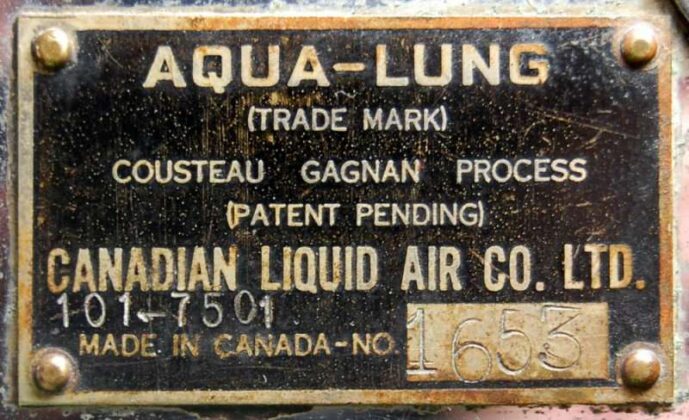 AQUA-LUNG
(TRADE MARK)
COUSTEAU GAGNAN PROCESS
(PATENT PENDING)
CANADIAN LIQUID AIR CO. LTD.
101-7501
MADE IN CANADA-NO. 1653